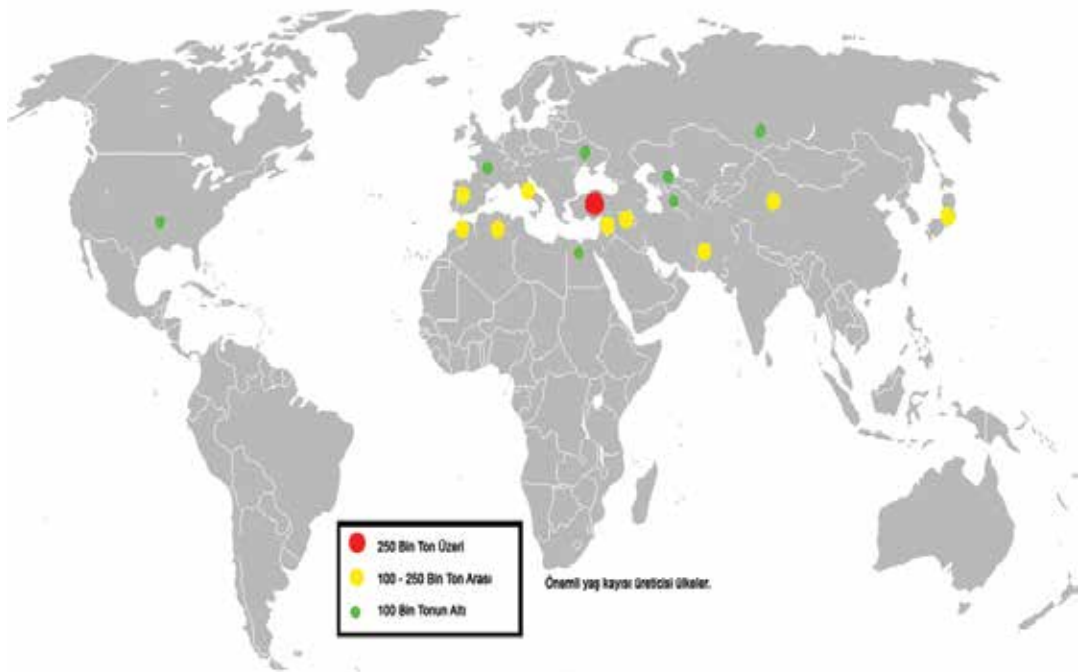 250 Bin Ton Üzeri
100 - 250 Bin Ton Arası
100 Bin Tonun Altı
Önemli yaş kayısı üreticisi ülkeler.